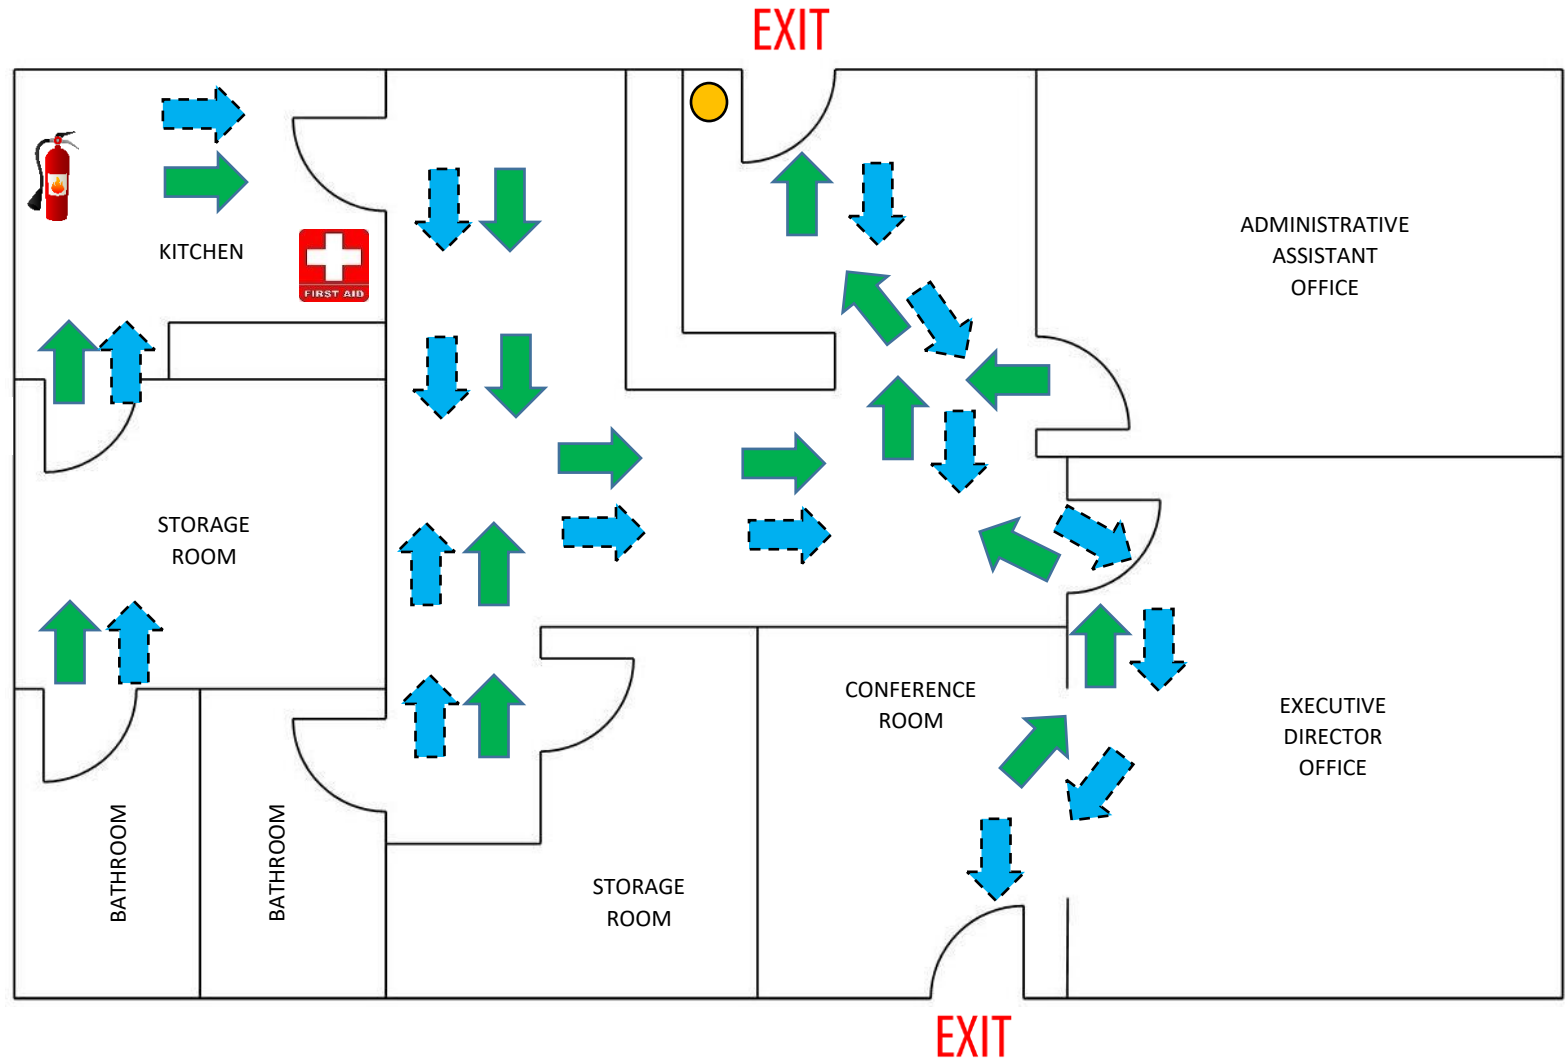 EXIT
ADMINISTRATIVE
ASSISTANT
OFFICE
KITCHEN
FIRST AID
STORAGE
ROOM
CONFERENCE
ROOM
EXECUTIVE
DIRECTOR
OFFICE
BATHROOM
BATHROOM
STORAGE
ROOM
EXIT